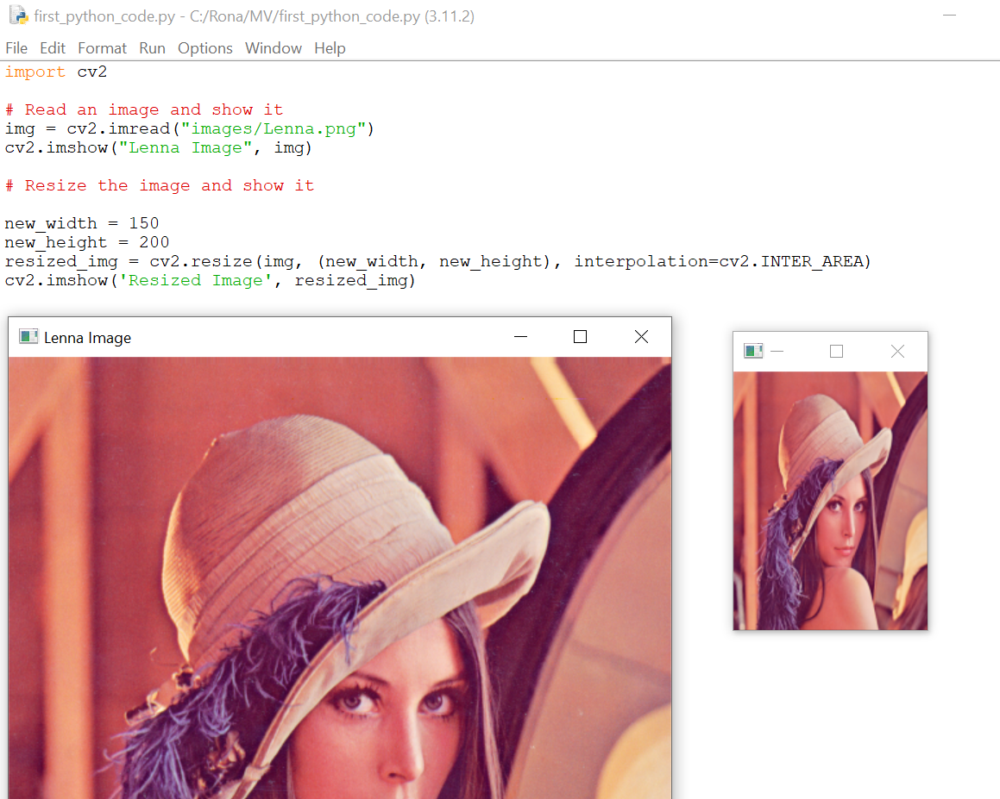 first_python_code.py - C:/Rona/MV/first_python_code.py (3.11.2)
File Edit Format Run Options Window Help
import cv2
# Read an image and show it
img = cv2.imread("images/Lenna.png")
cv2.imshow("Lenna Image", img)
# Resize the image and show it
new_width = 150
new_height = 200
resized_img = cv2.resize(img, (new_width, new_height), interpolation=cv2.INTER_AREA)
cv2.imshow('Resized Image', resized_img)
Lenna Image